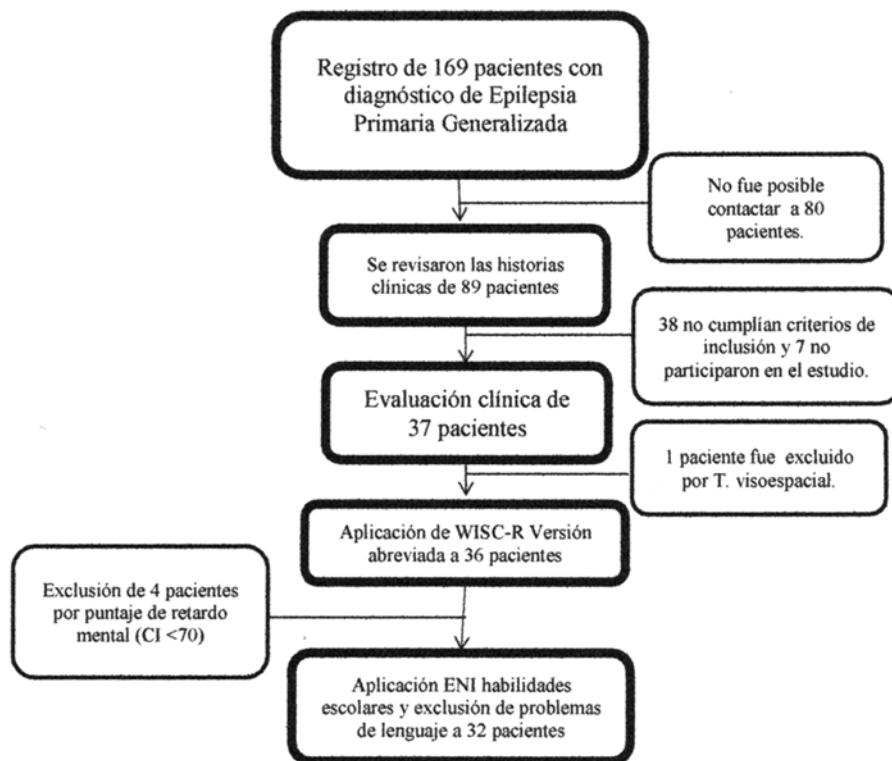 Registro de 169 pacientes con
diagnóstico de Epilepsia
Primaria Generalizada
No fue posible
contactar a 80
pacientes.
Se revisaron las historias
clínicas de 89 pacientes
38 no cumplían criterios de
inclusión y 7 no
participaron en el estudio.
Evaluación clínica de
37 pacientes
1 paciente fue excluido
por T. visoespacial.
Aplicación de WISC-R Versión
abreviada a 36 pacientes
Exclusión de 4 pacientes
por puntaje de retardo
mental (CI <70)
Aplicación ENI habilidades
escolares y exclusión de problemas
de lenguaje a 32 pacientes